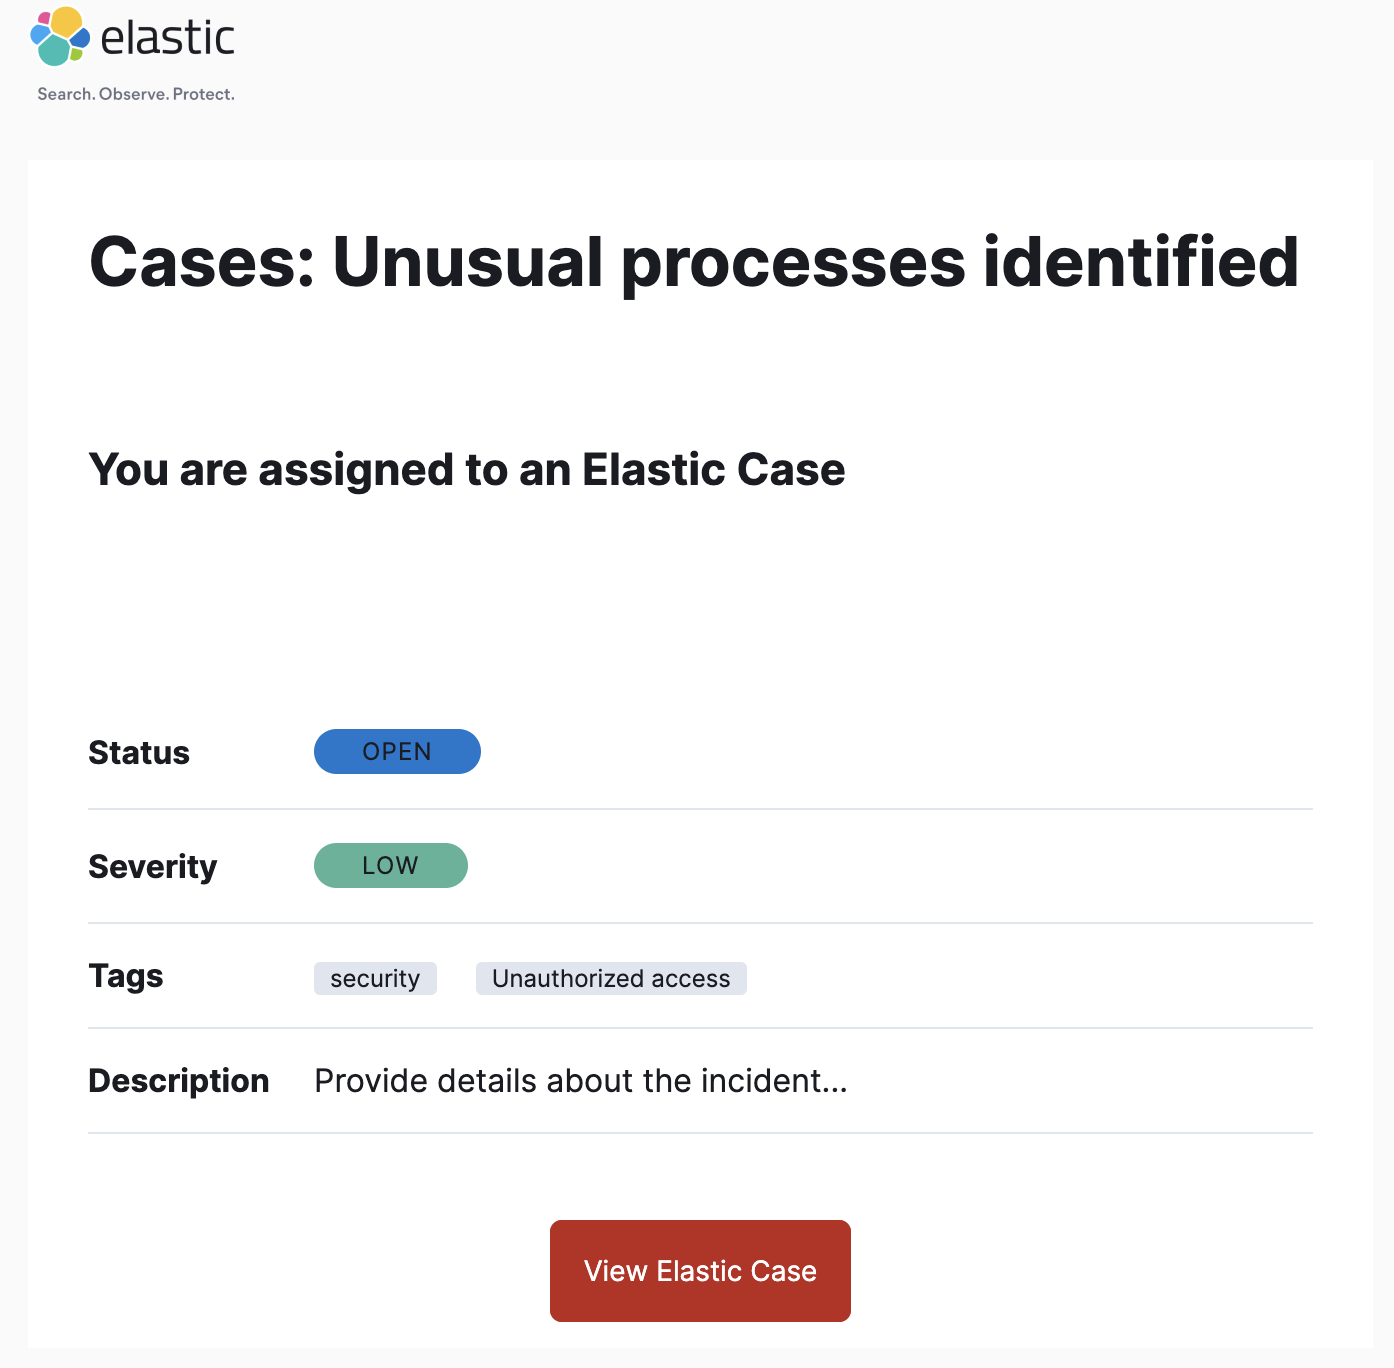 elastic
Search. Observe. Protect.
Cases: Unusual processes identified
You are assigned to an Elastic Case
Status OPEN
Severity LOW
Tags security Unauthorized access
Description Provide details about the incident...
View Elastic Case